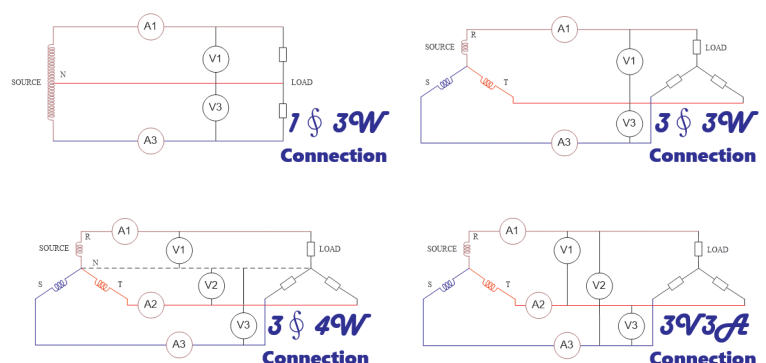 A1
V1
SOURCE N LOAD
V3
A3
1 ∮ 3W
Connection
A1
R
SOURCE LOAD
V1
S T
V3
A3
3 ∮ 3W
Connection
A1
R
SOURCE V1 LOAD
N
S T V2
A2
V3
A3
3 ∮ 4W
Connection
A1
R
SOURCE V1 LOAD
S T V2
A2
V3
A3
3V3A
Connection